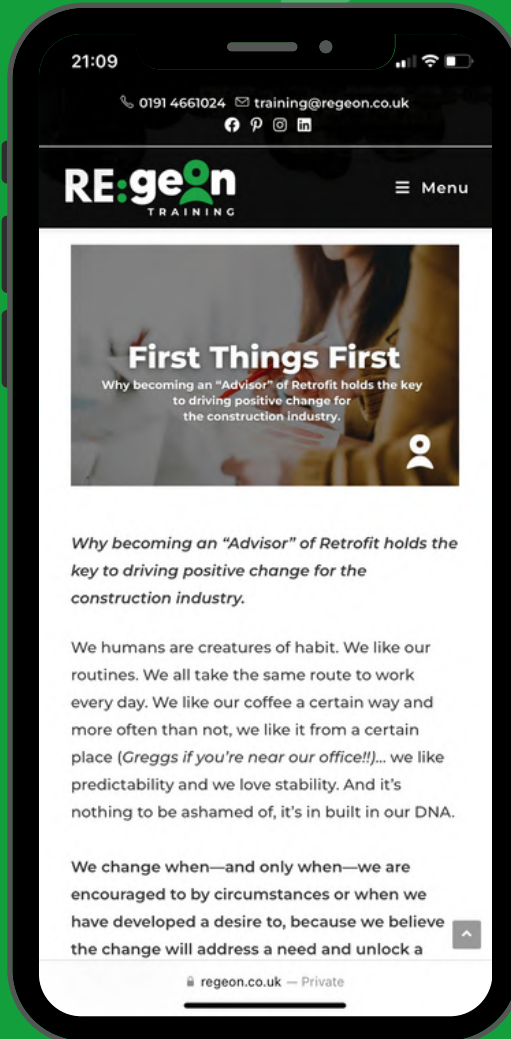 21:09
0191 4661024 training@regeon.co.uk
RE:geon
TRAINING
Menu
First Things First
Why becoming an “Advisor” of Retrofit holds the key
to driving positive change for
the construction industry.
Why becoming an “Advisor” of Retrofit holds the
key to driving positive change for the
construction industry.
We humans are creatures of habit. We like our
routines. We all take the same route to work
every day. We like our coffee a certain way and
more often than not, we like it from a certain
place (Greggs if you’re near our office!!)… we like
predictability and we love stability. And it’s
nothing to be ashamed of, it’s in built in our DNA.
We change when—and only when—we are
encouraged to by circumstances or when we
have developed a desire to, because we believe
the change will address a need and unlock a
regeon.co.uk — Private